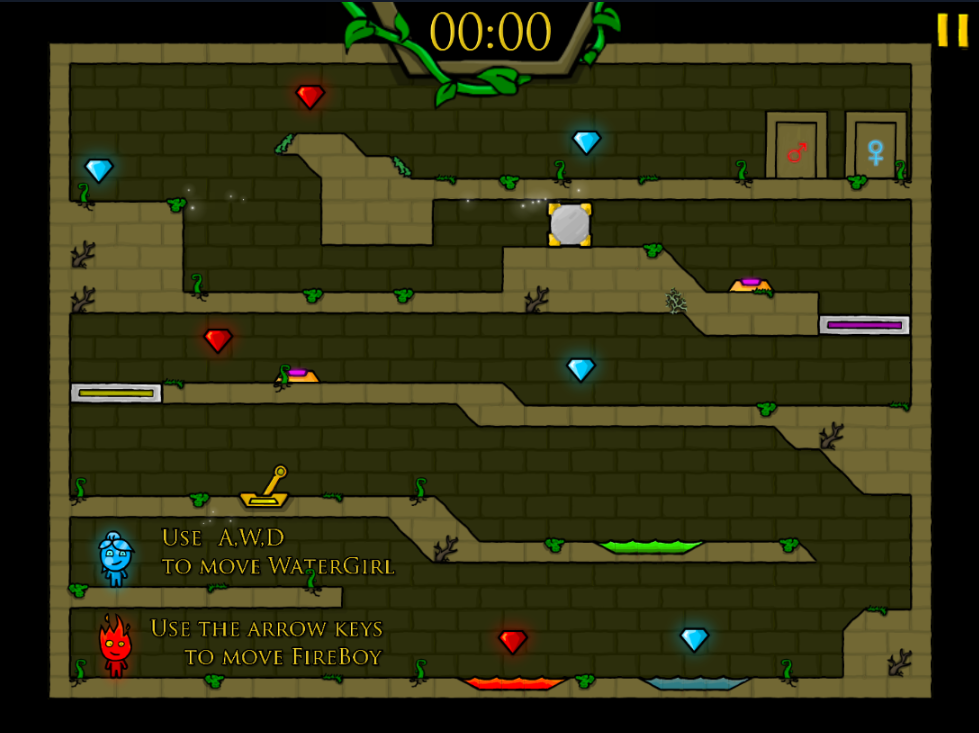 00:00
Use A,W,D
to move WaterGirl
Use the arrow keys
to move FireBoy